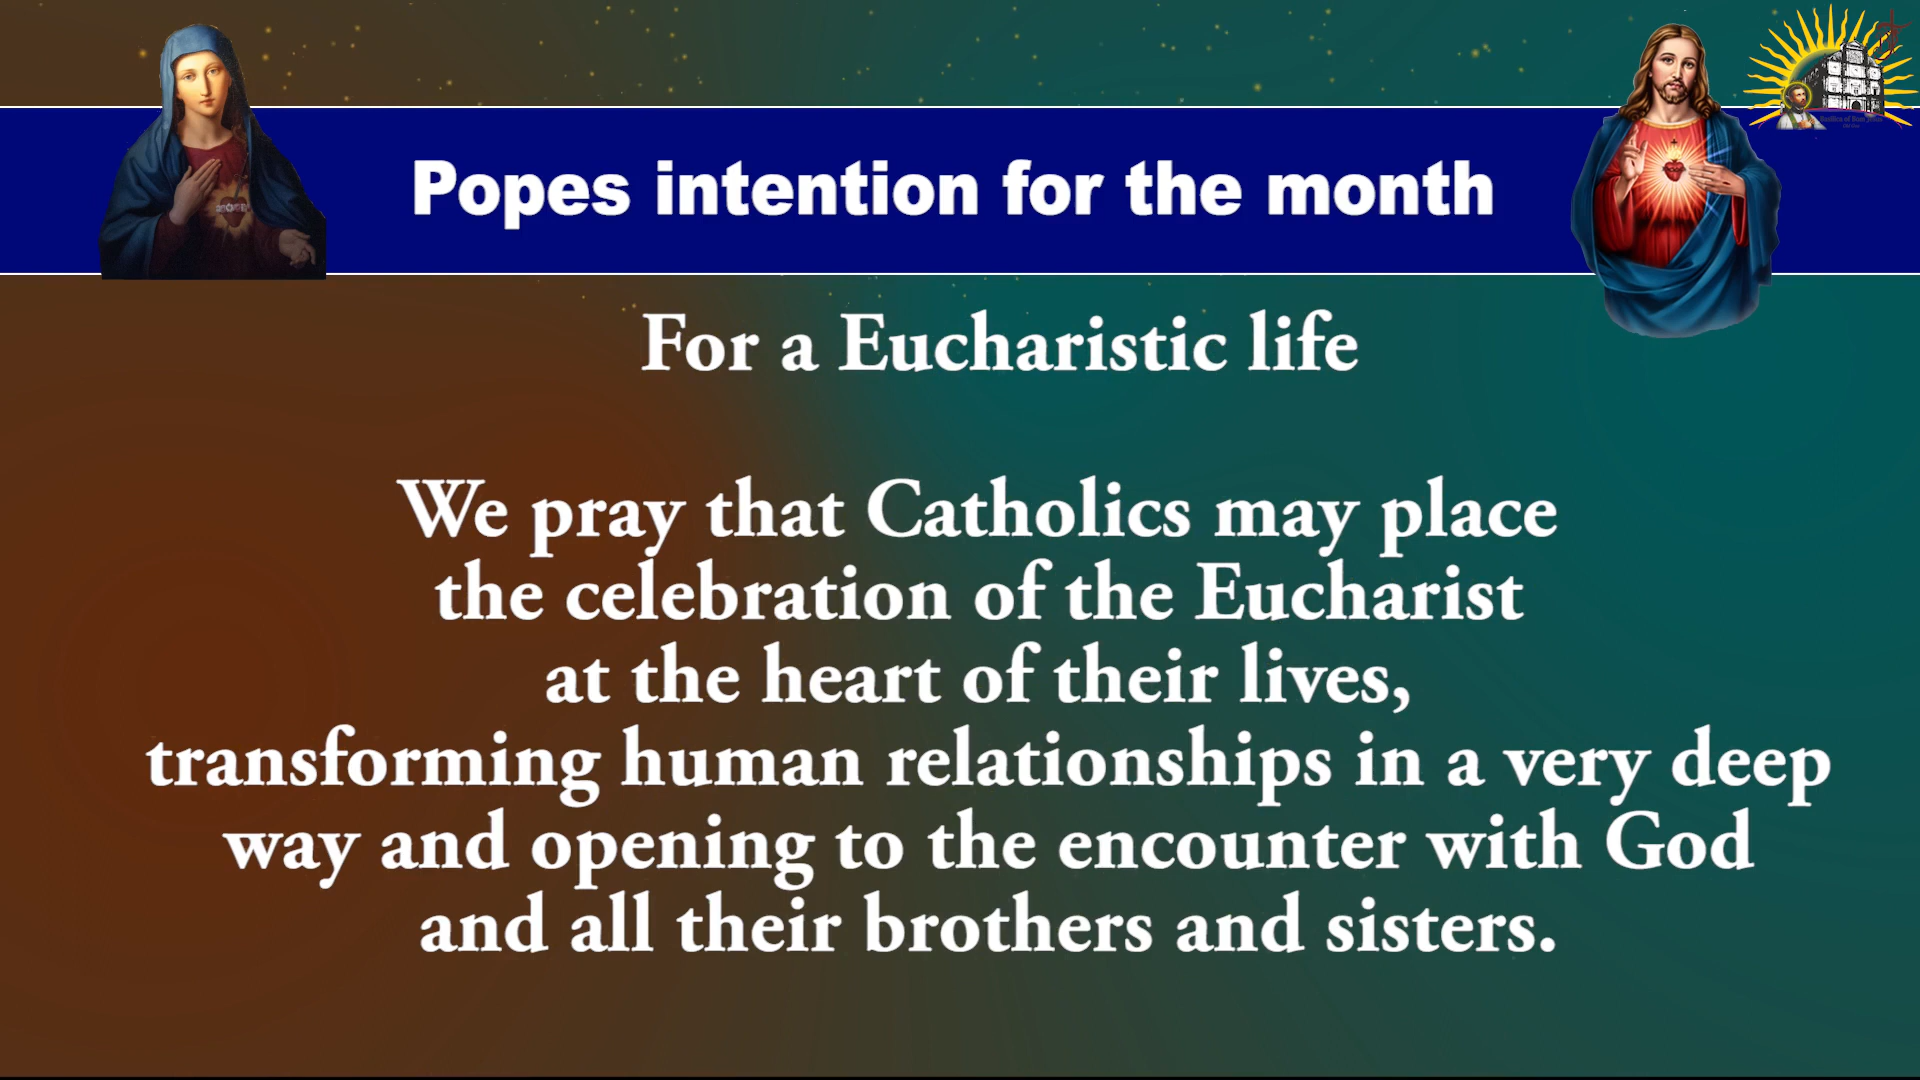 Popes intention for the month
For a Eucharistic life
We pray that Catholics may place
the celebration of the Eucharist
at the heart of their lives,
transforming human relationships in a very deep
way and opening to the encounter with God
and all their brothers and sisters.